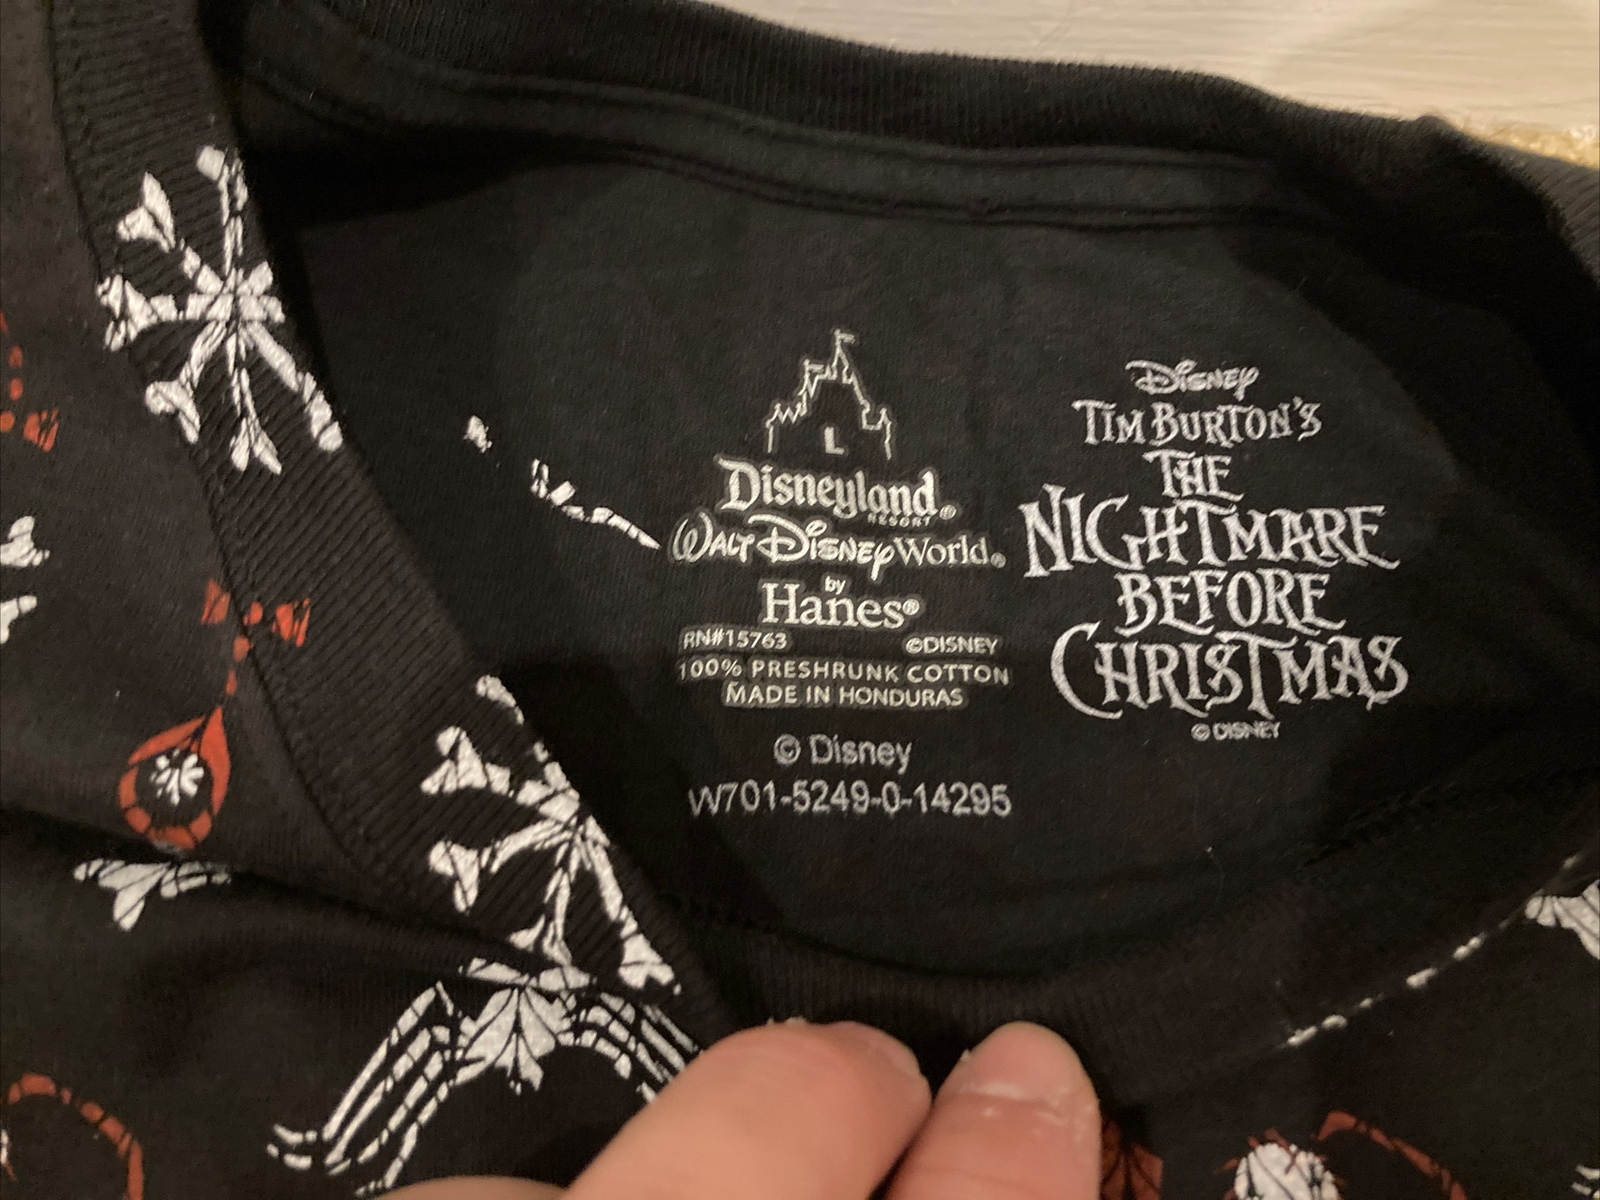 L
Disneyland®
RESORT
WALT DISNEY World®
by
Hanes®
RN#15763 ©DISNEY
100% PRESHRUNK COTTON
MADE IN HONDURAS
© Disney
W701-5249-0-14295
DISNEY
TIM BURTON'S
THE
NIGHTMARE
BEFORE
CHRISTMAS
© DISNEY